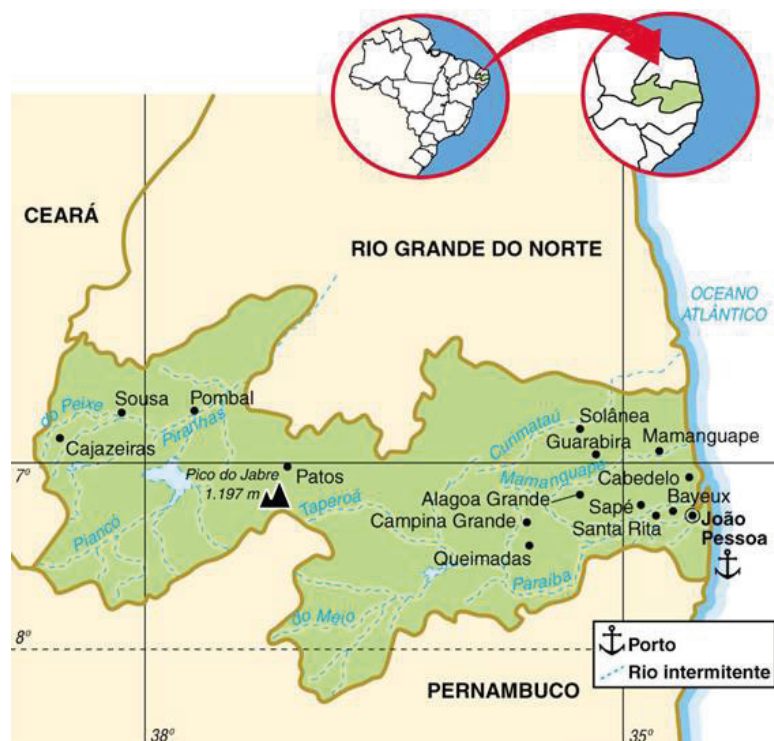 CEARÁ
RIO GRANDE DO NORTE
OCEANO
ATLÂNTICO
do Peixe
Sousa
Pombal
Piranhas
Cajazeiras
Curimataú
Solânea
Guarabira
Mamanguape
7º
Pico do Jabre
1.197 m
Patos
Mamanguape
Cabedelo
Alagoa Grande
Sapé
Bayeux
Taperoá
Campina Grande
Santa Rita
João
Pessoa
Piancó
Queimadas
Paraíba
do Meio
8º
Porto
Rio intermitente
PERNAMBUCO
38º
35º